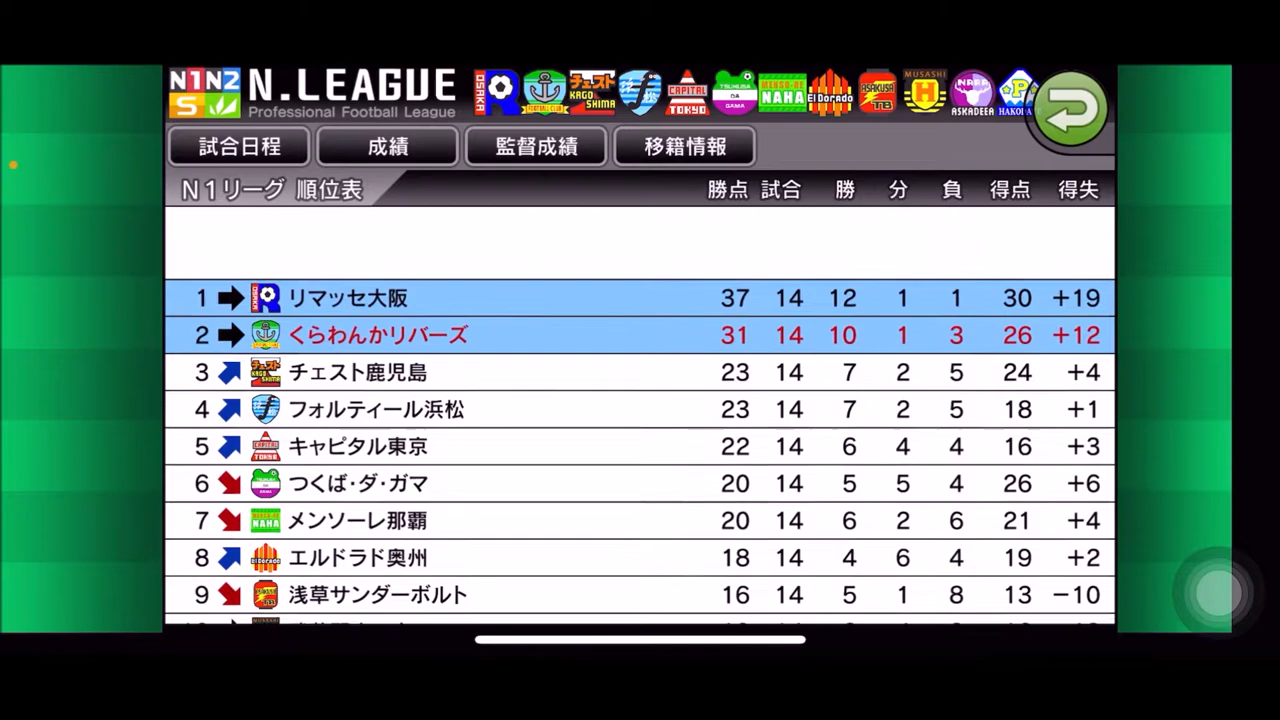 N1 N2 S N.LEAGUE
Professional Football League
OSAKA R FOOTBALL CLUB チェスト KAGOSHIMA f CAPITAL TOKYO TSUKUBA DA GAMA MENSO-RE NAHA El Dorado ASAKUSA TB MUSASHI H NARA ASKADEER P HAKODA
試合日程 成績 監督成績 移籍情報
N1リーグ 順位表 勝点 試合 勝 分 負 得点 得失
1 リマッセ大阪 37 14 12 1 1 30 +19
2 くらわんかリバーズ 31 14 10 1 3 26 +12
3 チェスト鹿児島 23 14 7 2 5 24 +4
4 フォルティール浜松 23 14 7 2 5 18 +1
5 キャピタル東京 22 14 6 4 4 16 +3
6 つくば・ダ・ガマ 20 14 5 5 4 26 +6
7 メンソーレ那覇 20 14 6 2 6 21 +4
8 エルドラド奥州 18 14 4 6 4 19 +2
9 浅草サンダーボルト 16 14 5 1 8 13 −10